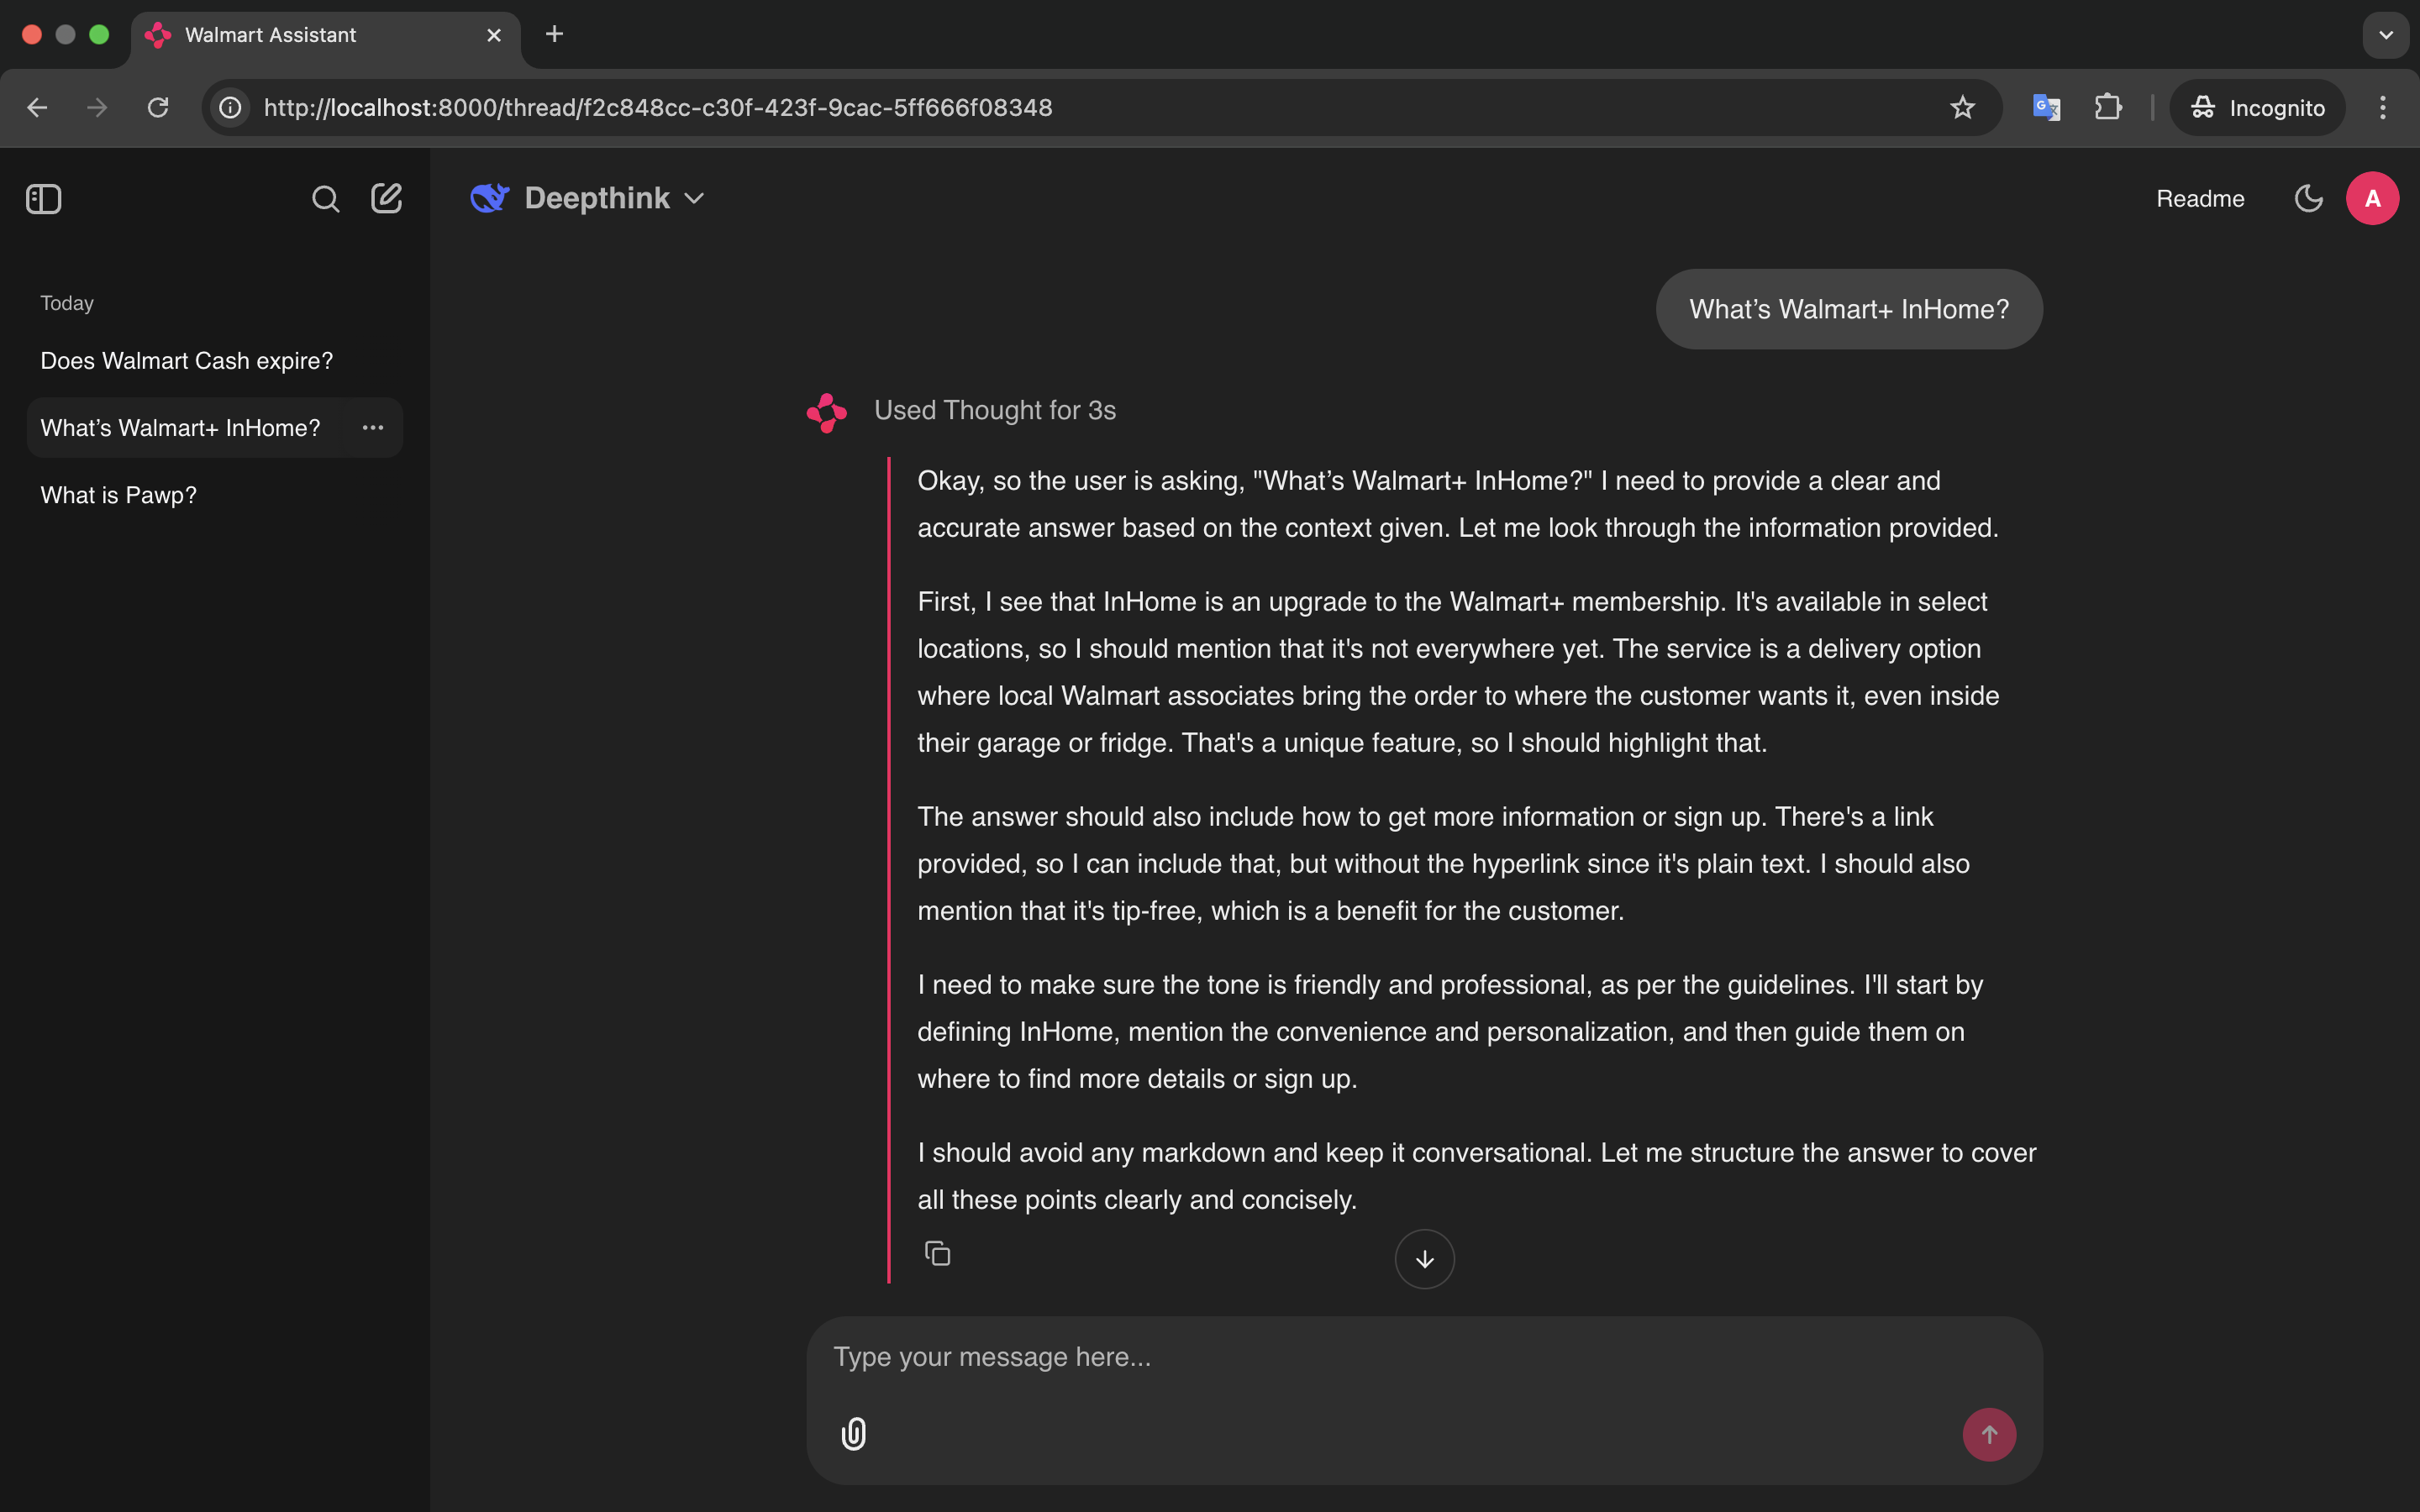 Walmart Assistant
http://localhost:8000/thread/f2c848cc-c30f-423f-9cac-5ff666f08348
Incognito
Deepthink
Readme
A
Today
Does Walmart Cash expire?
What’s Walmart+ InHome?
What is Pawp?
What’s Walmart+ InHome?
Used Thought for 3s
Okay, so the user is asking, "What’s Walmart+ InHome?" I need to provide a clear and
accurate answer based on the context given. Let me look through the information provided.
First, I see that InHome is an upgrade to the Walmart+ membership. It's available in select
locations, so I should mention that it's not everywhere yet. The service is a delivery option
where local Walmart associates bring the order to where the customer wants it, even inside
their garage or fridge. That's a unique feature, so I should highlight that.
The answer should also include how to get more information or sign up. There's a link
provided, so I can include that, but without the hyperlink since it's plain text. I should also
mention that it's tip-free, which is a benefit for the customer.
I need to make sure the tone is friendly and professional, as per the guidelines. I'll start by
defining InHome, mention the convenience and personalization, and then guide them on
where to find more details or sign up.
I should avoid any markdown and keep it conversational. Let me structure the answer to cover
all these points clearly and concisely.
Type your message here...